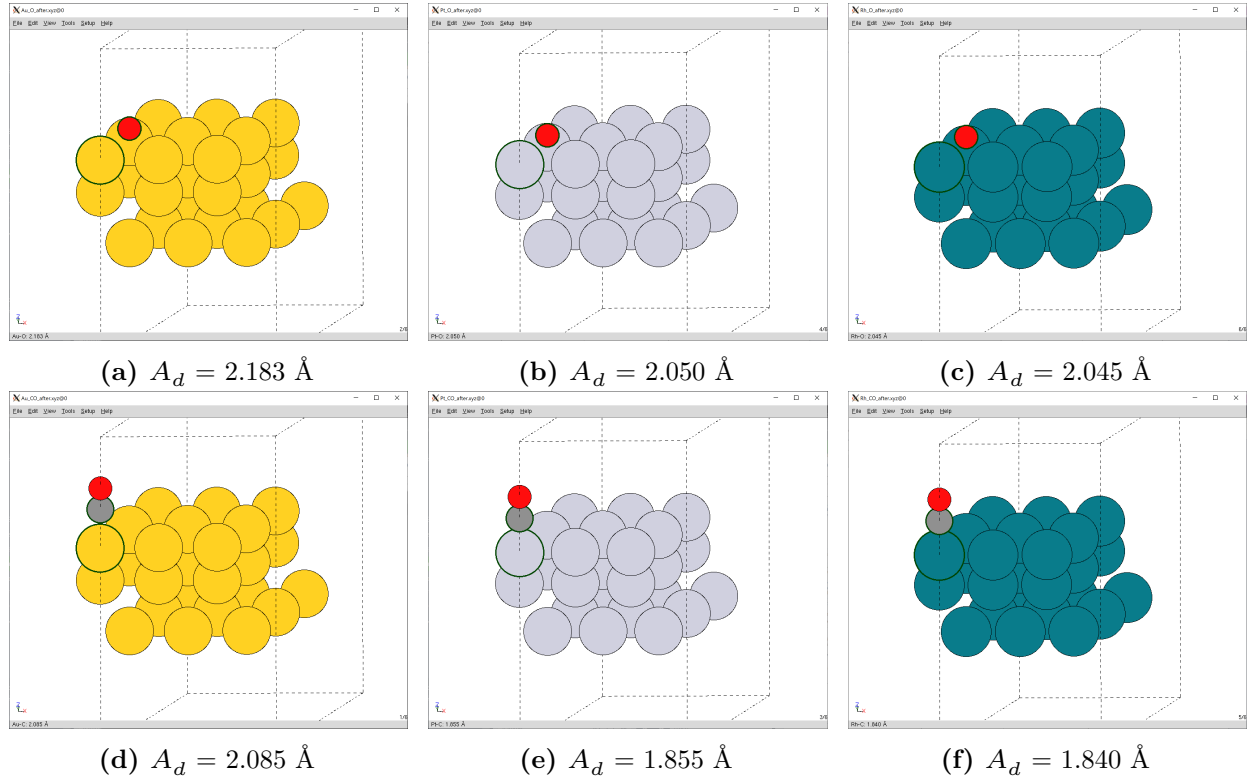 Au_O_after.xyz@0
File Edit View Tools Setup Help
Z
X
Au-O: 2.183 Å
2/6
(a) A_d = 2.183 Å
Pt_O_after.xyz@0
File Edit View Tools Setup Help
Z
X
Pt-O: 2.050 Å
4/6
(b) A_d = 2.050 Å
Rh_O_after.xyz@0
File Edit View Tools Setup Help
Z
X
Rh-O: 2.045 Å
6/6
(c) A_d = 2.045 Å
Au_CO_after.xyz@0
File Edit View Tools Setup Help
Z
X
Au-C: 2.085 Å
1/6
(d) A_d = 2.085 Å
Pt_CO_after.xyz@0
File Edit View Tools Setup Help
Z
X
Pt-C: 1.855 Å
3/6
(e) A_d = 1.855 Å
Rh_CO_after.xyz@0
File Edit View Tools Setup Help
Z
X
Rh-C: 1.840 Å
5/6
(f) A_d = 1.840 Å